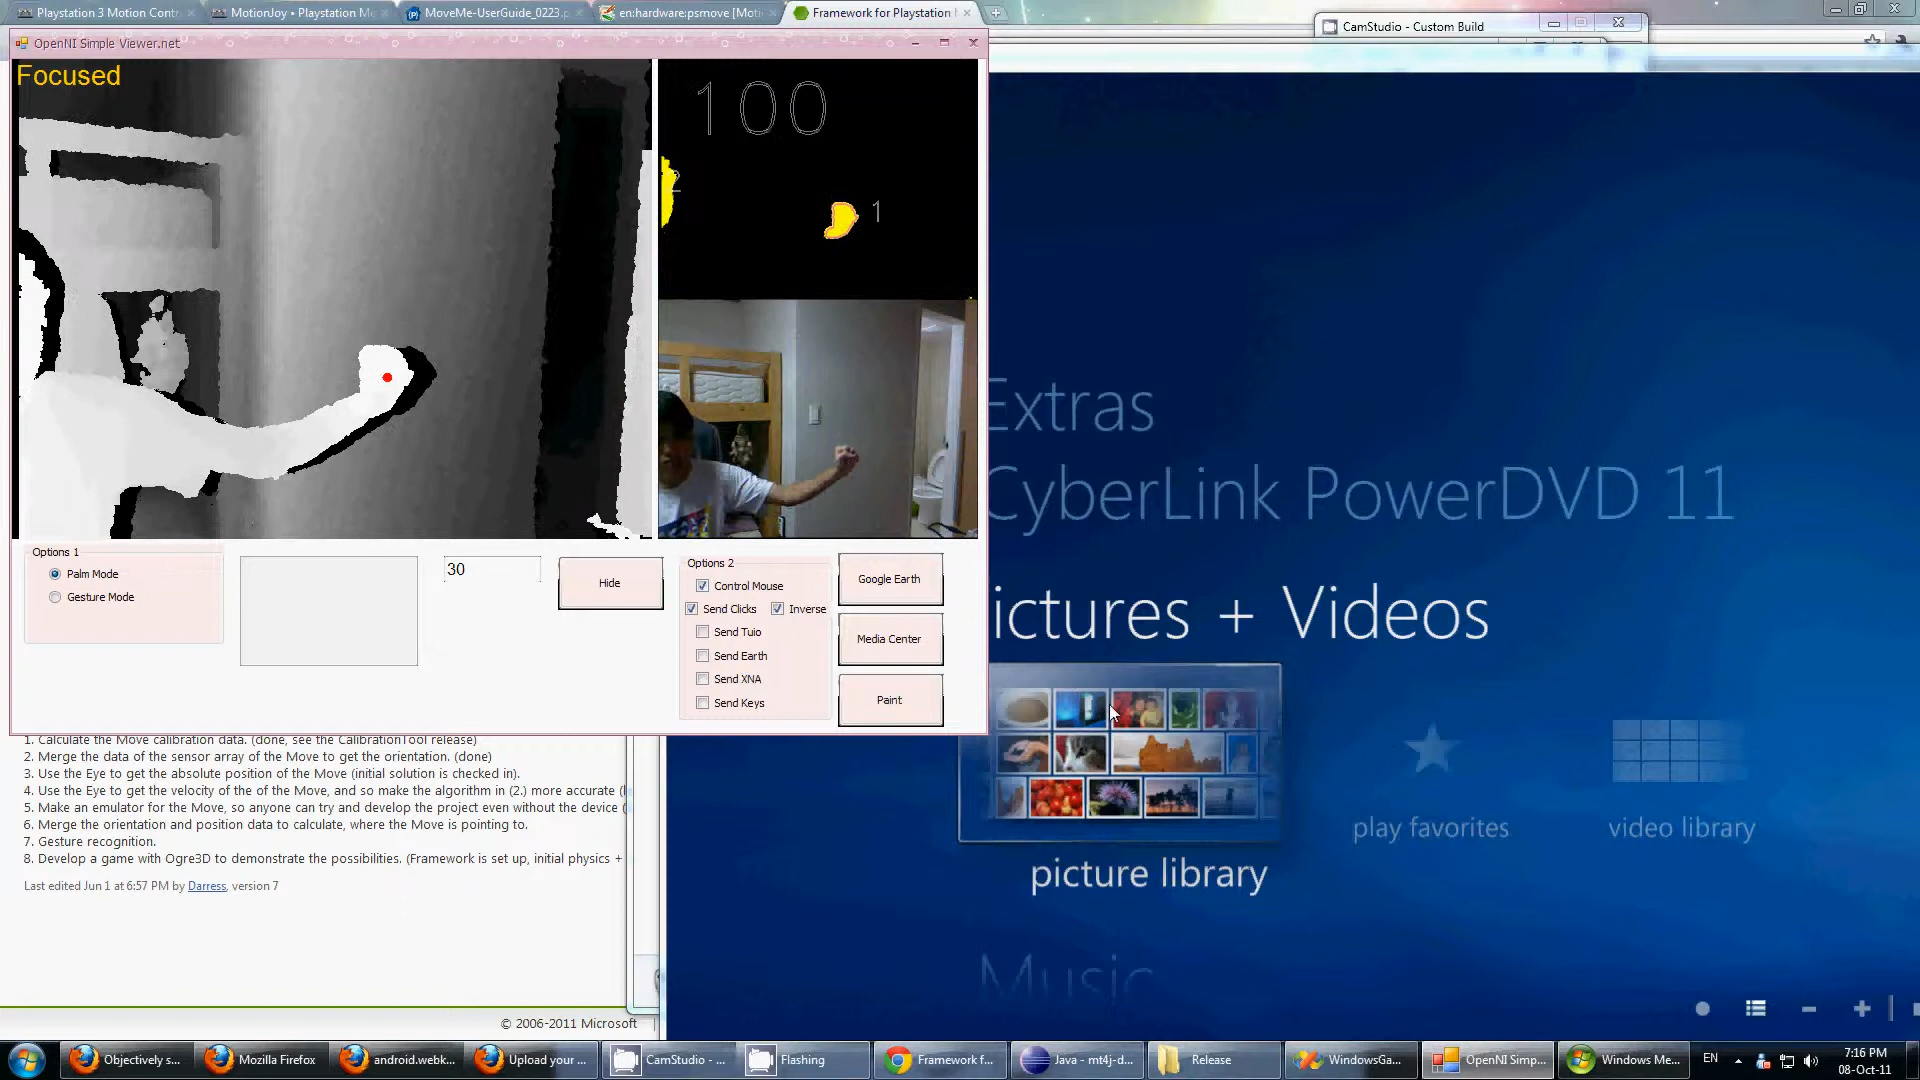 Playstation 3 Motion Contr
MotionJoy • Playstation M
MoveMe-UserGuide_0223.p
en:hardware:psmove [Moti
Framework for Playstation
CamStudio - Custom Build
OpenNI Simple Viewer.net
Focused
100
1
Extras
CyberLink PowerDVD 11
ictures + Videos
picture library
play favorites
video library
Music
Options 1
Palm Mode
Gesture Mode
30
Hide
Options 2
Control Mouse
Send Clicks
Inverse
Send Tuio
Send Earth
Send XNA
Send Keys
Google Earth
Media Center
Paint
1. Calculate the Move calibration data. (done, see the CalibrationTool release)
2. Merge the data of the sensor array of the Move to get the orientation. (done)
3. Use the Eye to get the absolute position of the Move (initial solution is checked in).
4. Use the Eye to get the velocity of the of the Move, and so make the algorithm in (2.) more accurate (
5. Make an emulator for the Move, so anyone can try and develop the project even without the device (
6. Merge the orientation and position data to calculate, where the Move is pointing to.
7. Gesture recognition.
8. Develop a game with Ogre3D to demonstrate the possibilities. (Framework is set up, initial physics +
Last edited Jun 1 at 6:57 PM by Darress, version 7
© 2006-2011 Microsoft
Objectively s...
Mozilla Firefox
android.webk...
Upload your ...
CamStudio - ...
Flashing
Framework f...
Java - mt4j-d...
Release
WindowsGa...
OpenNI Simp...
Windows Me...
EN
7:16 PM
08-Oct-11